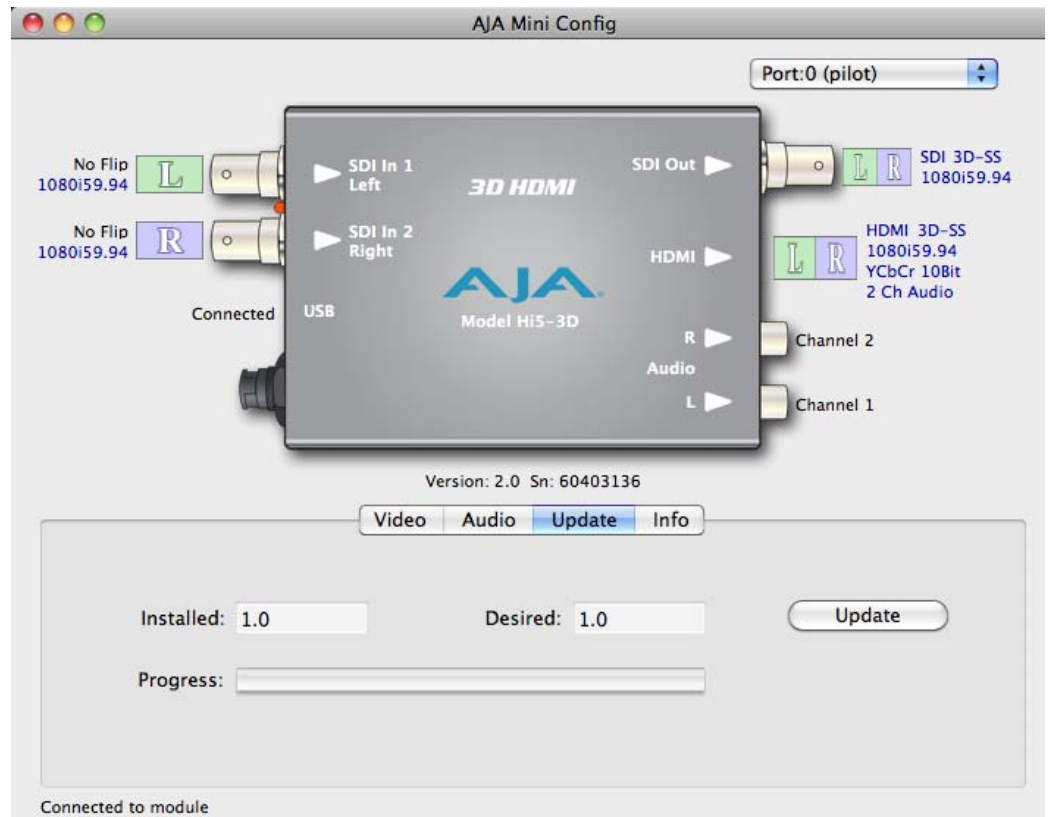 AJA Mini Config
Port:0 (pilot)
No Flip
1080i59.94
L
SDI In 1
Left
3D HDMI
SDI Out
L R
SDI 3D-SS
1080i59.94
No Flip
1080i59.94
R
SDI In 2
Right
HDMI
L R
HDMI 3D-SS
1080i59.94
YCbCr 10Bit
2 Ch Audio
Connected
USB
AJA
Model Hi5-3D
R
Channel 2
Audio
L
Channel 1
Version: 2.0 Sn: 60403136
Video Audio Update Info
Installed: 1.0 Desired: 1.0 Update
Progress:
Connected to module